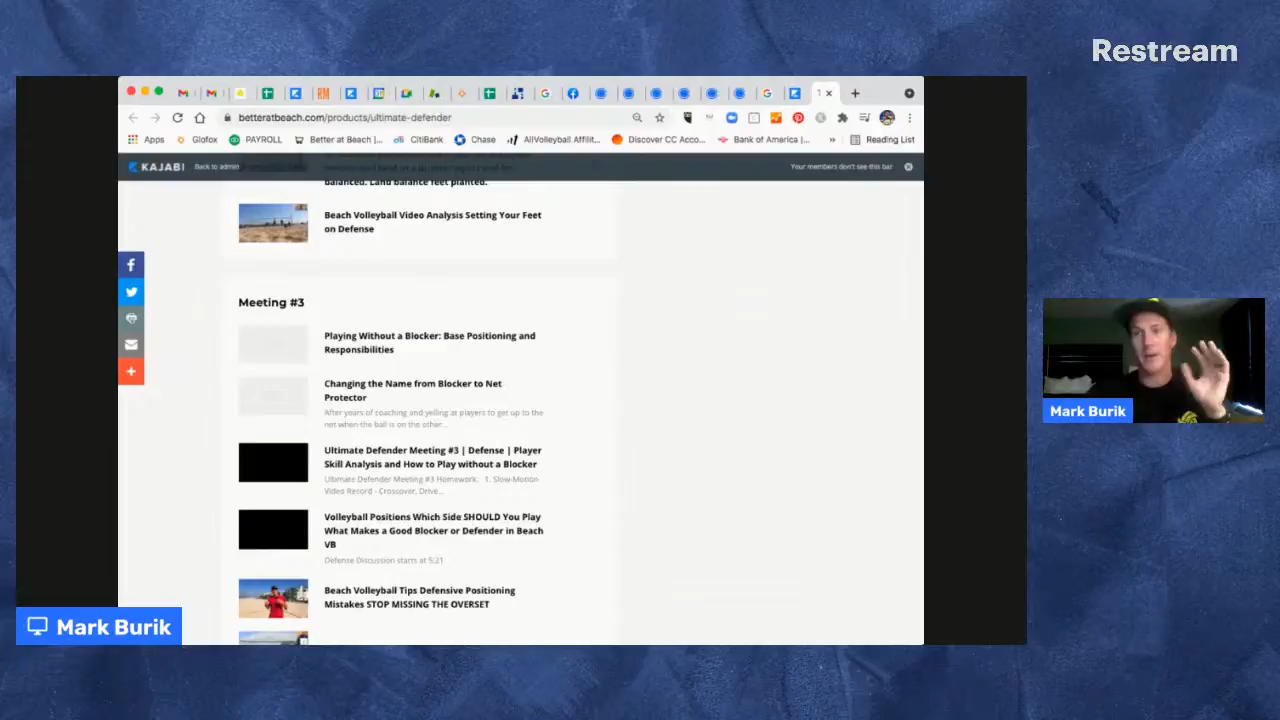 Restream
betteratbeach.com/products/ultimate-defender
Apps Glofox PAYROLL Better at Beach |... CitiBank Chase AllVolleyball Affilit... Discover CC Acco... Bank of America |... » Reading List
KAJABI Back to admin Your members don't see this bar
balanced. Land balance feet planted.
Beach Volleyball Video Analysis Setting Your Feet
on Defense
Meeting #3
Playing Without a Blocker: Base Positioning and
Responsibilities
Changing the Name from Blocker to Net
Protector
After years of coaching and yelling at players to get up to the
net when the ball is on the other...
Ultimate Defender Meeting #3 | Defense | Player
Skill Analysis and How to Play without a Blocker
Ultimate Defender Meeting #3 Homework. 1. Slow-Motion
Video Record - Crossover, Drive...
Volleyball Positions Which Side SHOULD You Play
What Makes a Good Blocker or Defender in Beach
VB
Defense Discussion starts at 5:21
Beach Volleyball Tips Defensive Positioning
Mistakes STOP MISSING THE OVERSET
Mark Burik
Mark Burik